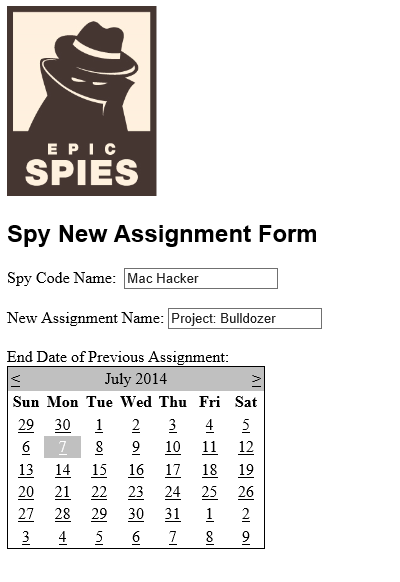 EPIC
SPIES
Spy New Assignment Form
Spy Code Name: Mac Hacker
New Assignment Name: Project: Bulldozer
End Date of Previous Assignment:
< July 2014 >
Sun Mon Tue Wed Thu Fri Sat
29 30 1 2 3 4 5
6 7 8 9 10 11 12
13 14 15 16 17 18 19
20 21 22 23 24 25 26
27 28 29 30 31 1 2
3 4 5 6 7 8 9